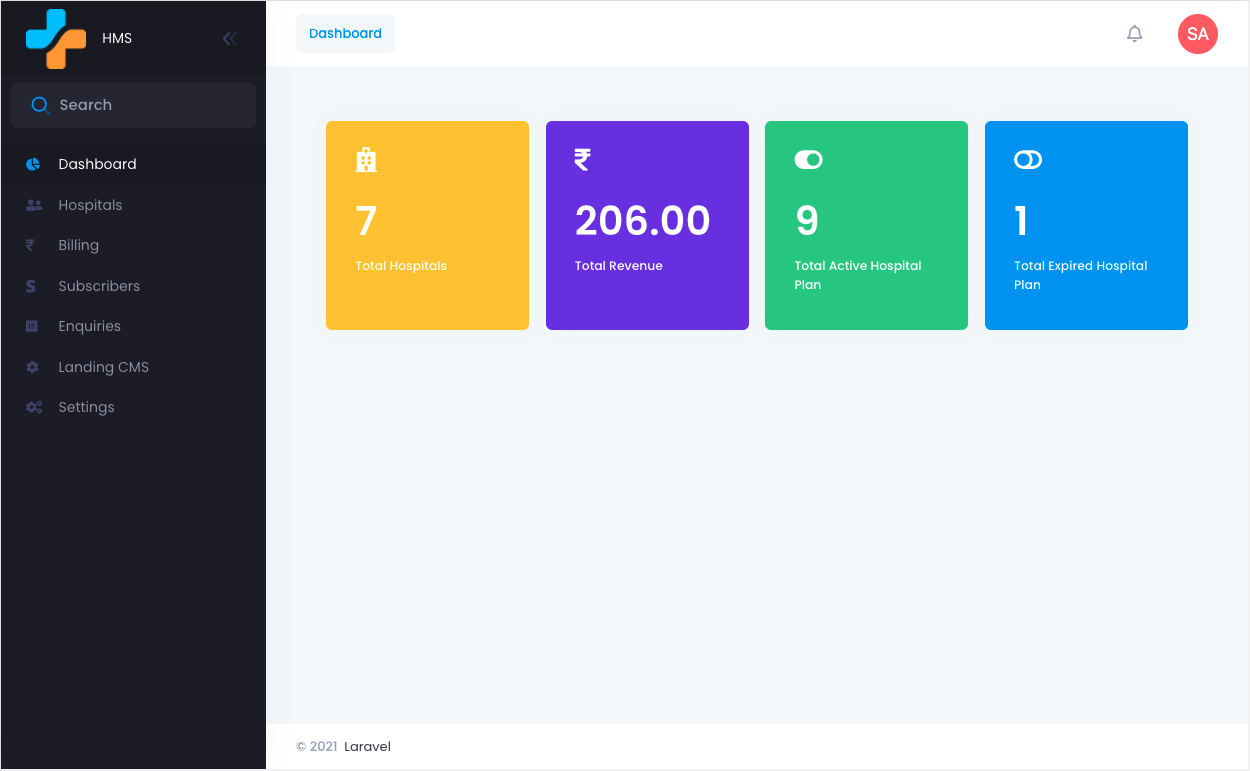 HMS
Search
Dashboard
Hospitals
Billing
Subscribers
Enquiries
Landing CMS
Settings
Dashboard
SA
7
Total Hospitals
₹
206.00
Total Revenue
9
Total Active Hospital
Plan
1
Total Expired Hospital
Plan
© 2021 Laravel